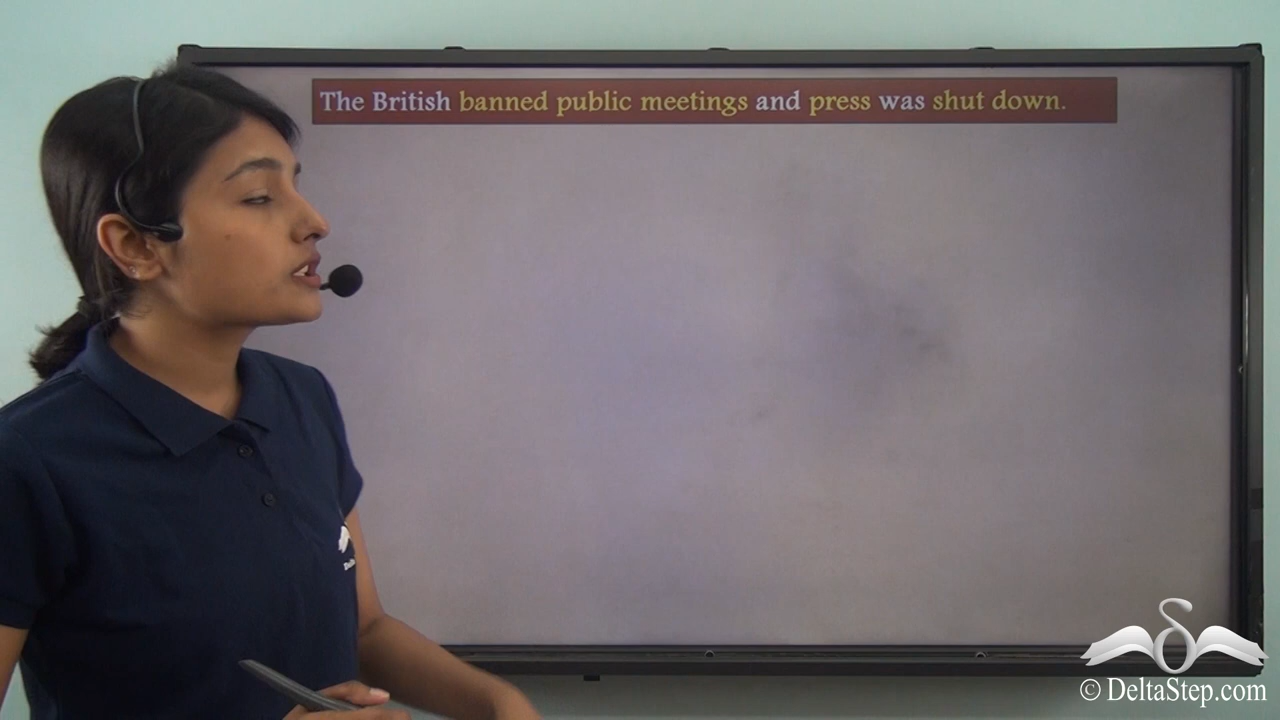 The British banned public meetings and press was shut down.
© DeltaStep.com